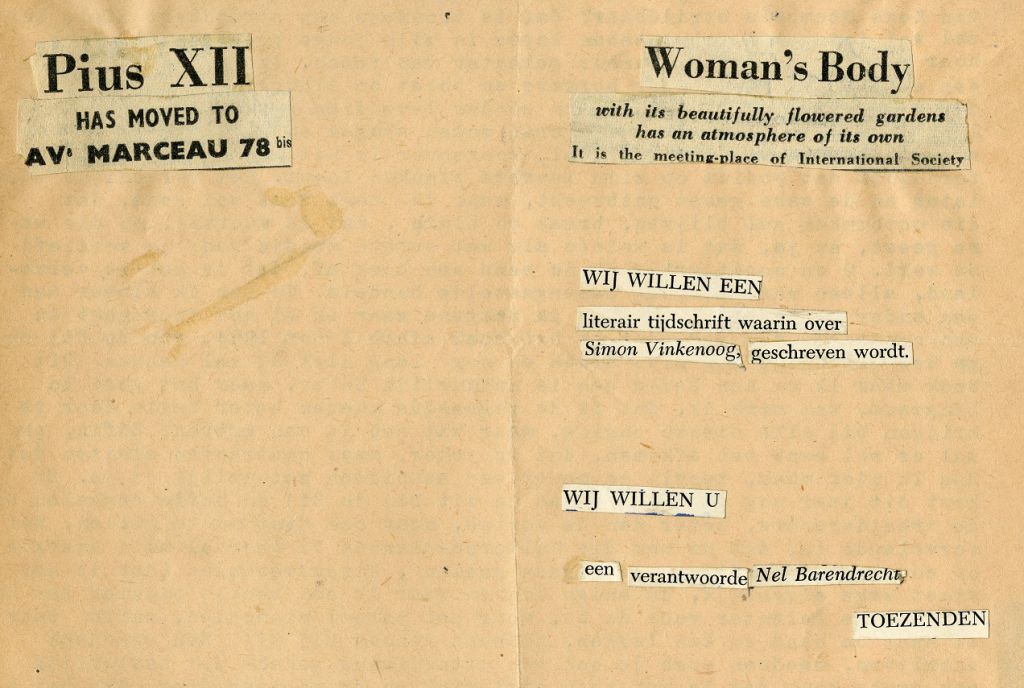 Pius XII
HAS MOVED TO
AVᵉ MARCEAU 78 bis
Woman's Body
with its beautifully flowered gardens
has an atmosphere of its own
It is the meeting-place of International Society
WIJ WILLEN EEN
literair tijdschrift waarin over
Simon Vinkenoog, geschreven wordt.
WIJ WILLEN U
een verantwoorde Nel Barendrecht,
TOEZENDEN